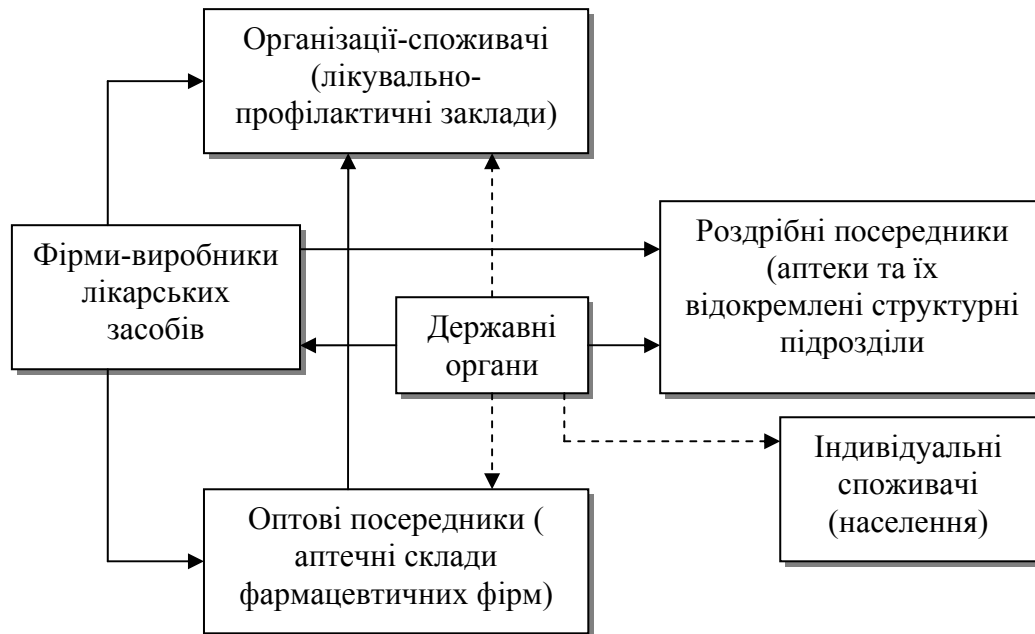 Організації-споживачі
(лікувально-
профілактичні заклади)
Фірми-виробники
лікарських
засобів
Роздрібні посередники
(аптеки та їх
відокремлені структурні
підрозділи
Державні
органи
Індивідуальні
споживачі
(населення)
Оптові посередники (
аптечні склади
фармацевтичних фірм)